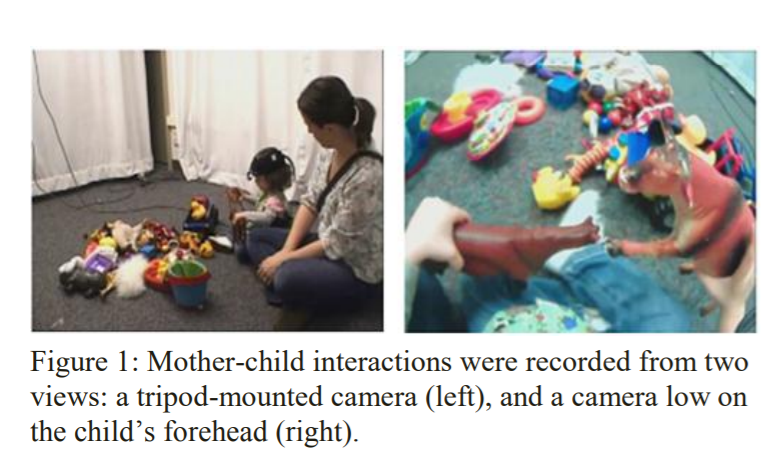 Figure 1: Mother-child interactions were recorded from two
views: a tripod-mounted camera (left), and a camera low on
the child’s forehead (right).